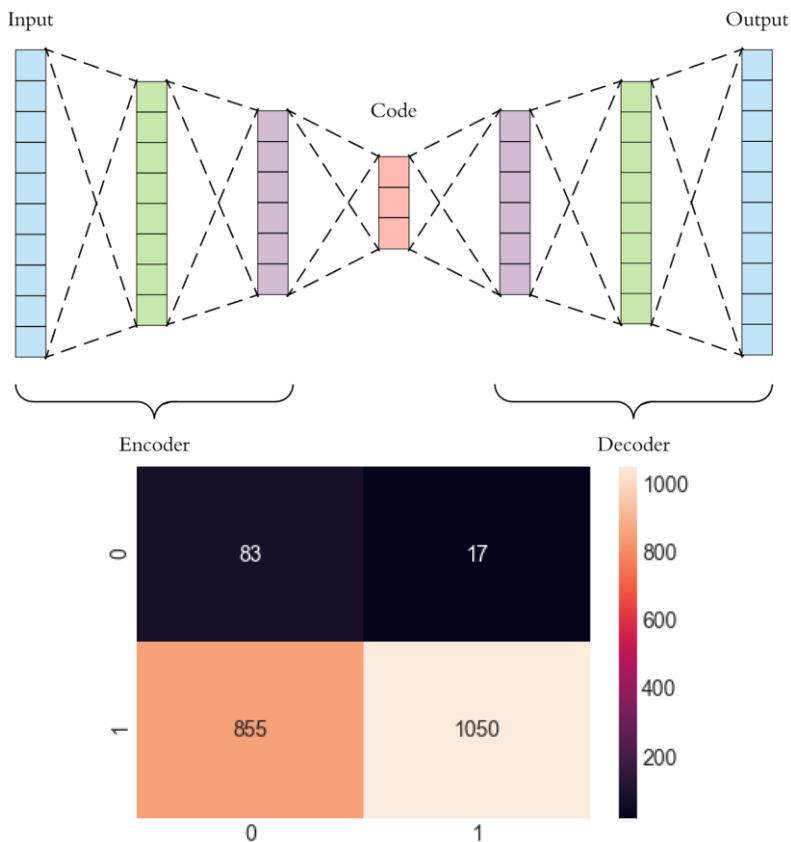 Input
Output
Code
Encoder
Decoder
0
83
17
1
855
1050
0
1
1000
800
600
400
200